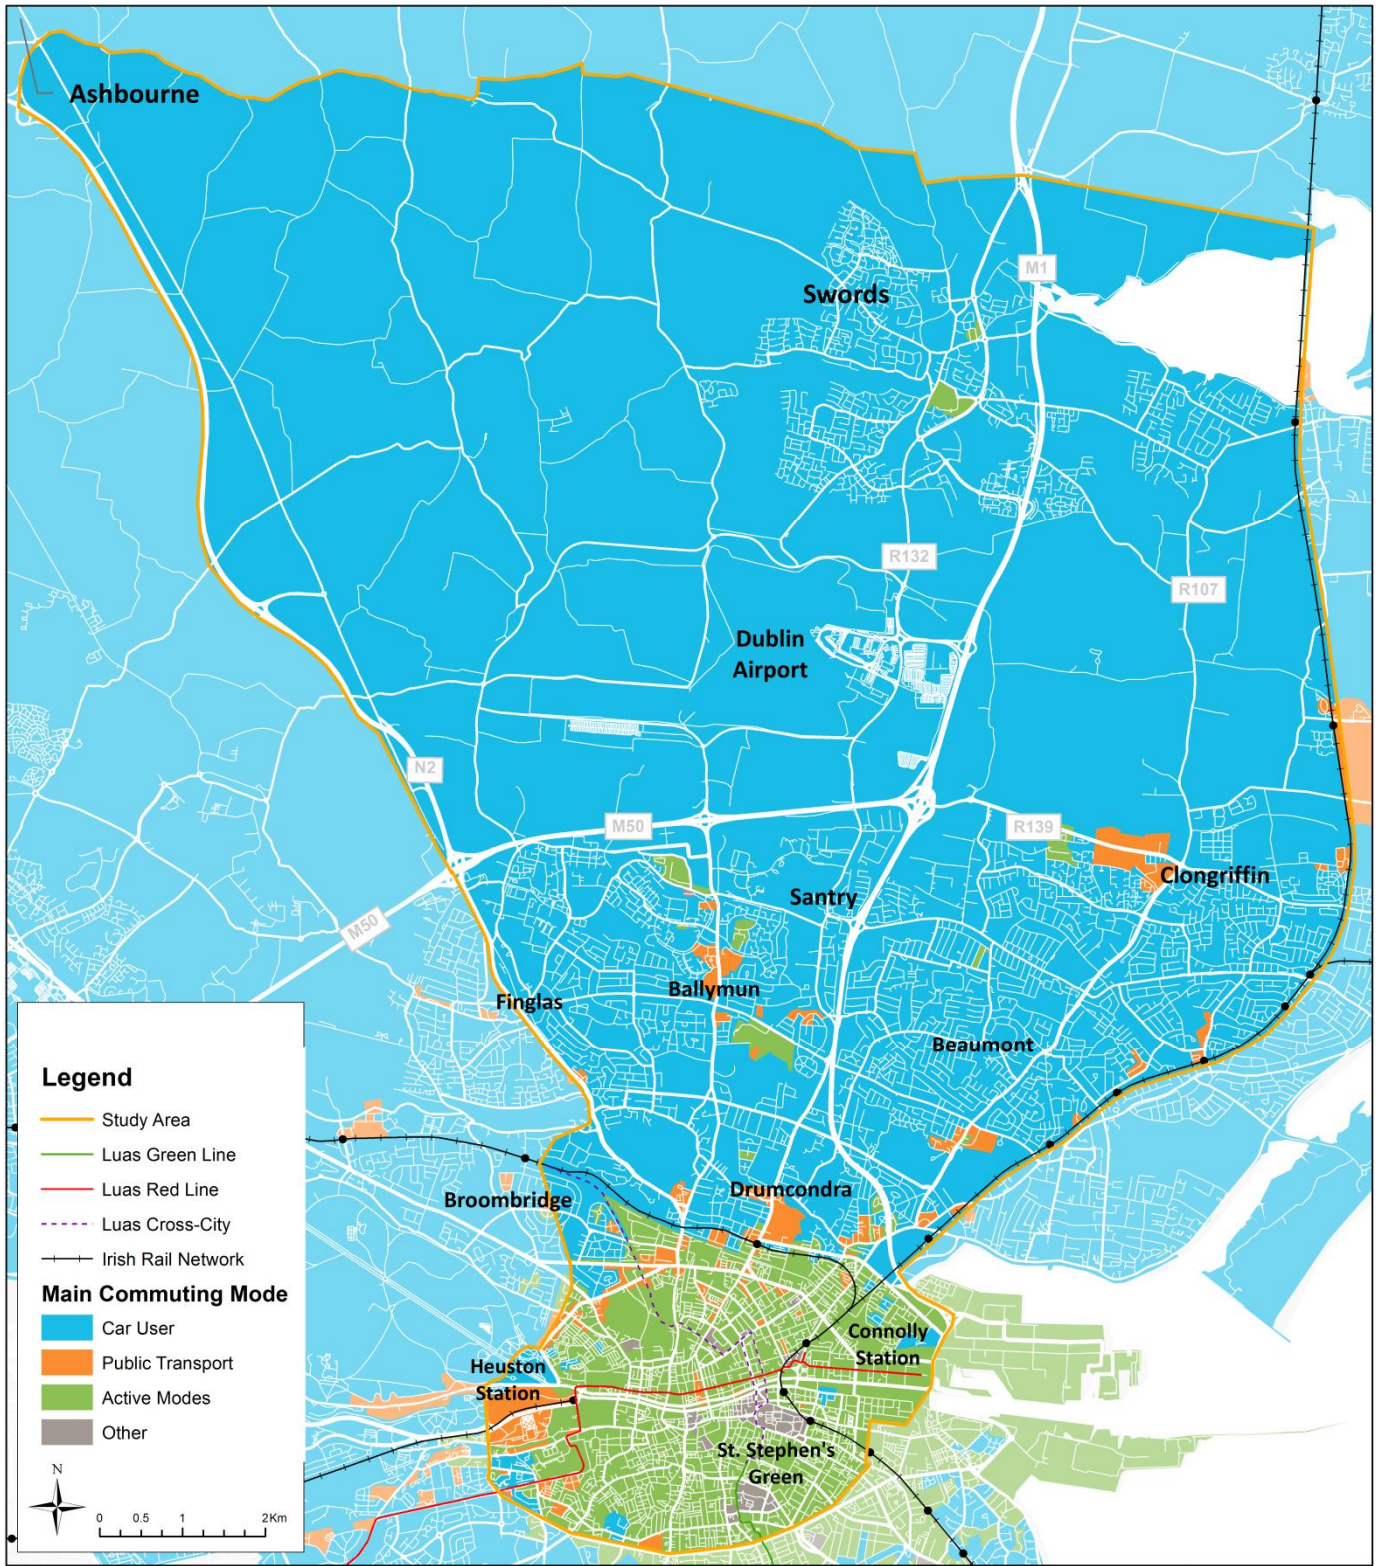 Ashbourne
M1
Swords
R132
R107
Dublin
Airport
N2
M50
R139
Clongriffin
Santry
M50
Ballymun
Finglas
Beaumont
Drumcondra
Broombridge
Connolly
Station
Heuston
Station
St. Stephen's
Green
Legend
Study Area
Luas Green Line
Luas Red Line
Luas Cross-City
Irish Rail Network
Main Commuting Mode
Car User
Public Transport
Active Modes
Other
N
0 0.5 1 2Km